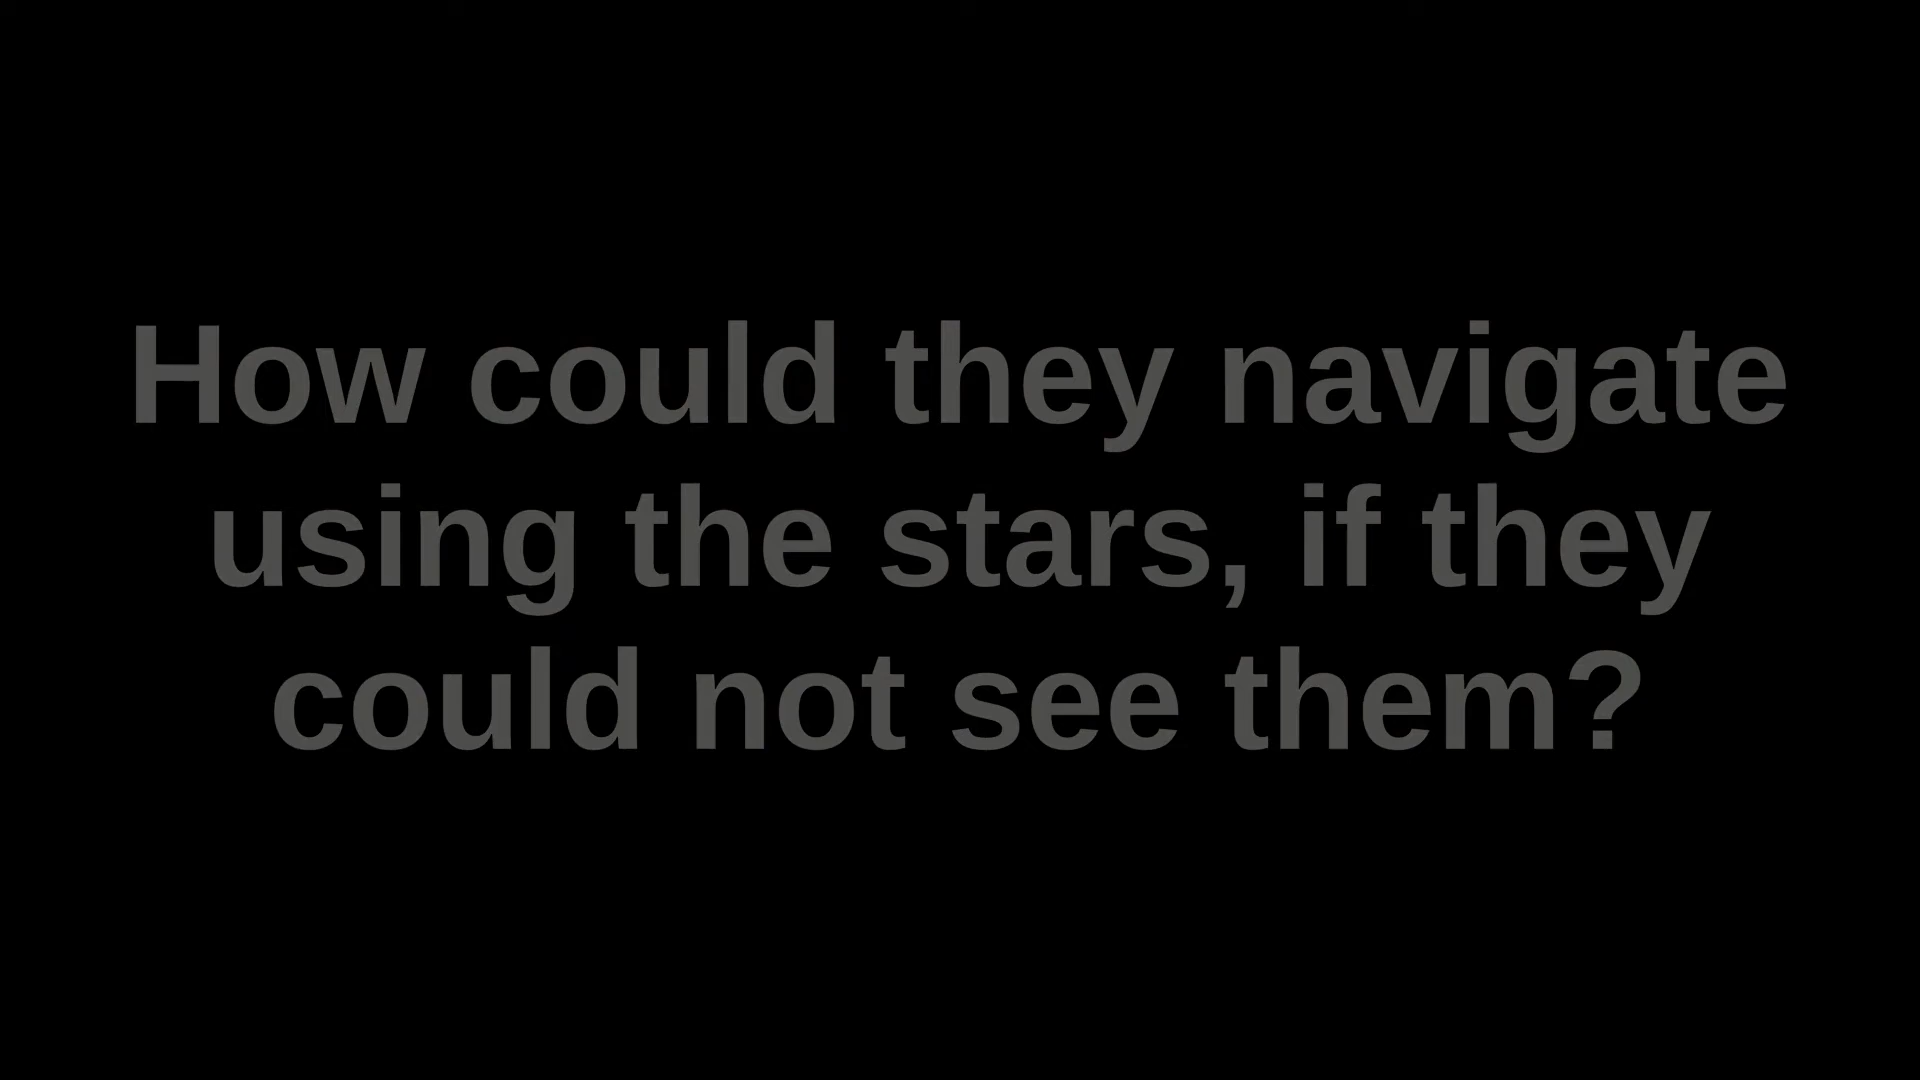 How could they navigate
using the stars, if they
could not see them?